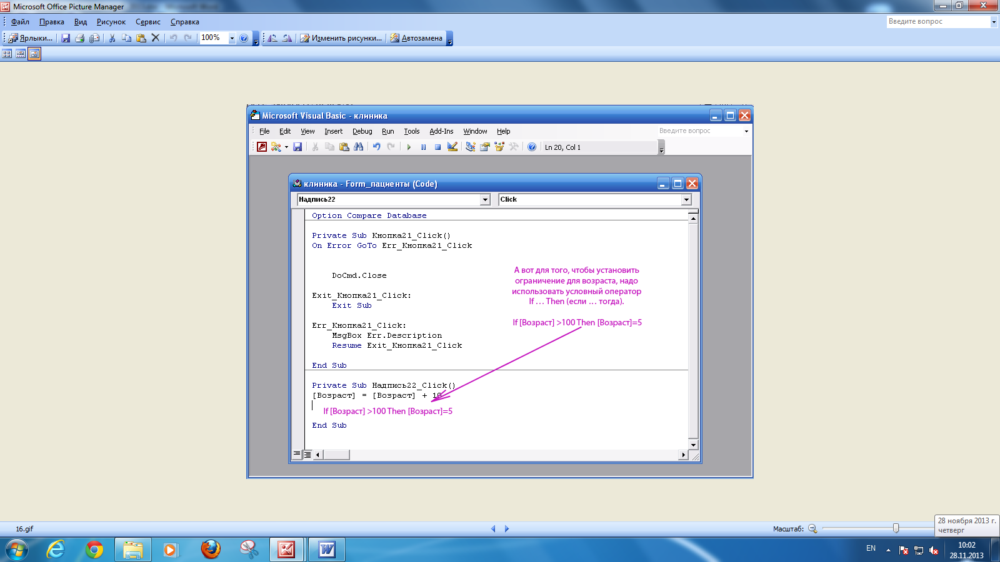 Microsoft Office Picture Manager
Файл Правка Вид Рисунок Сервис Справка
Введите вопрос
Ярлыки... 100% Изменить рисунки... Автозамена
Microsoft Visual Basic - клиника
File Edit View Insert Debug Run Tools Add-Ins Window Help
Введите вопрос
Ln 20, Col 1
клиника - Form_пациенты (Code)
Надпись22 Click
Option Compare Database
Private Sub Кнопка21_Click()
On Error GoTo Err_Кнопка21_Click
DoCmd.Close
Exit_Кнопка21_Click:
Exit Sub
Err_Кнопка21_Click:
MsgBox Err.Description
Resume Exit_Кнопка21_Click
End Sub
Private Sub Надпись22_Click()
[Возраст] = [Возраст] + 10
If [Возраст] >100 Then [Возраст]=5
End Sub
А вот для того, чтобы установить
ограничение для возраста, надо
использовать условный оператор
If ... Then (если ... тогда).
If [Возраст] >100 Then [Возраст]=5
16.gif
Масштаб:
28 ноября 2013 г.
четверг
EN
10:02
28.11.2013